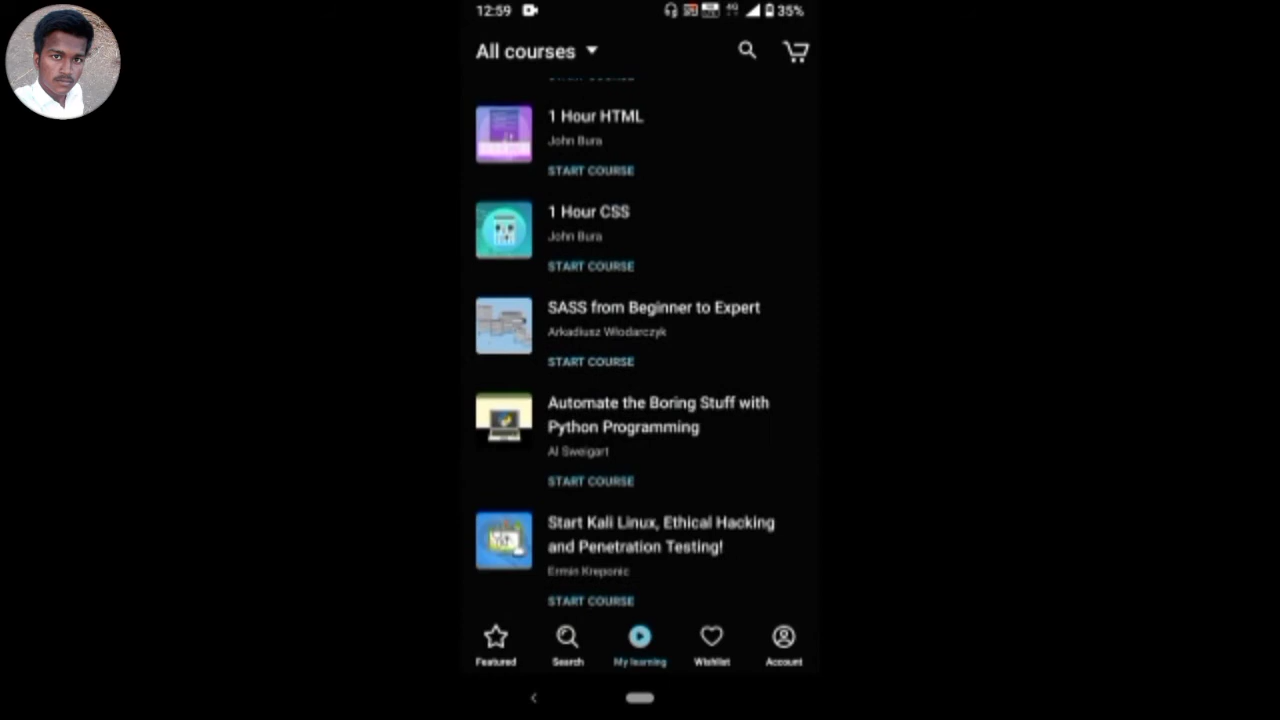 12:59
4G
35%
All courses
START COURSE
1 Hour HTML
John Bura
START COURSE
1 Hour CSS
John Bura
START COURSE
SASS from Beginner to Expert
Arkadiusz Włodarczyk
START COURSE
Automate the Boring Stuff with
Python Programming
Al Sweigart
START COURSE
Start Kali Linux, Ethical Hacking
and Penetration Testing!
Ermin Kreponic
START COURSE
Featured
Search
My learning
Wishlist
Account